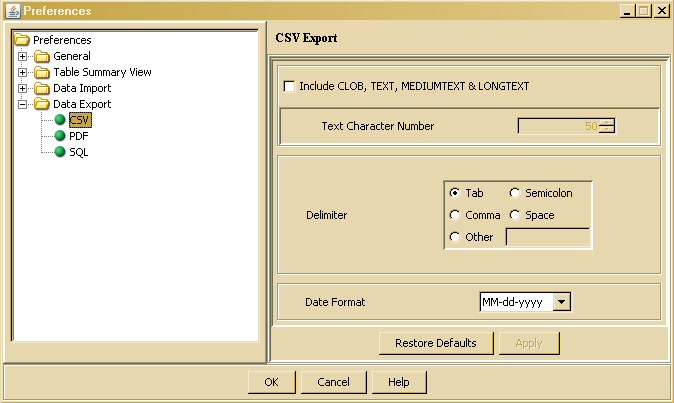 Preferences
Preferences
General
Table Summary View
Data Import
Data Export
CSV
PDF
SQL
CSV Export
Include CLOB, TEXT, MEDIUMTEXT & LONGTEXT
Text Character Number 50
Delimiter
Tab Semicolon
Comma Space
Other
Date Format MM-dd-yyyy
Restore Defaults Apply
OK Cancel Help